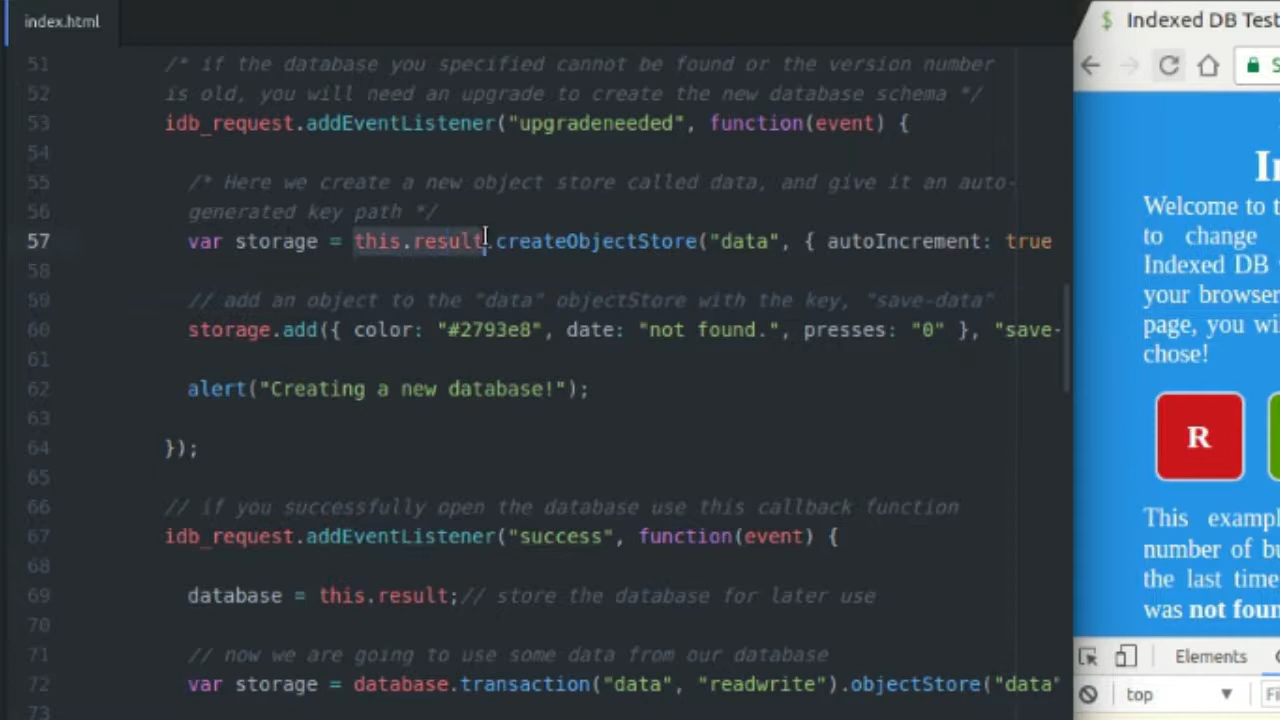 index.html
51 /* if the database you specified cannot be found or the version number
52 is old, you will need an upgrade to create the new database schema */
53 idb_request.addEventListener("upgradeneeded", function(event) {
54
55 /* Here we create a new object store called data, and give it an auto-
56 generated key path */
57 var storage = this.result.createObjectStore("data", { autoIncrement: true
58
59 // add an object to the "data" objectStore with the key, "save-data"
60 storage.add({ color: "#2793e8", date: "not found.", presses: "0" }, "save-
61
62 alert("Creating a new database!");
63
64 });
65
66 // if you successfully open the database use this callback function
67 idb_request.addEventListener("success", function(event) {
68
69 database = this.result;// store the database for later use
70
71 // now we are going to use some data from our database
72 var storage = database.transaction("data", "readwrite").objectStore("data"
73
$ Indexed DB Test
S
Welcome to t
to change
Indexed DB
your browser
page, you wi
chose!
R
This exampl
number of bu
the last time
was not foun
Elements
top